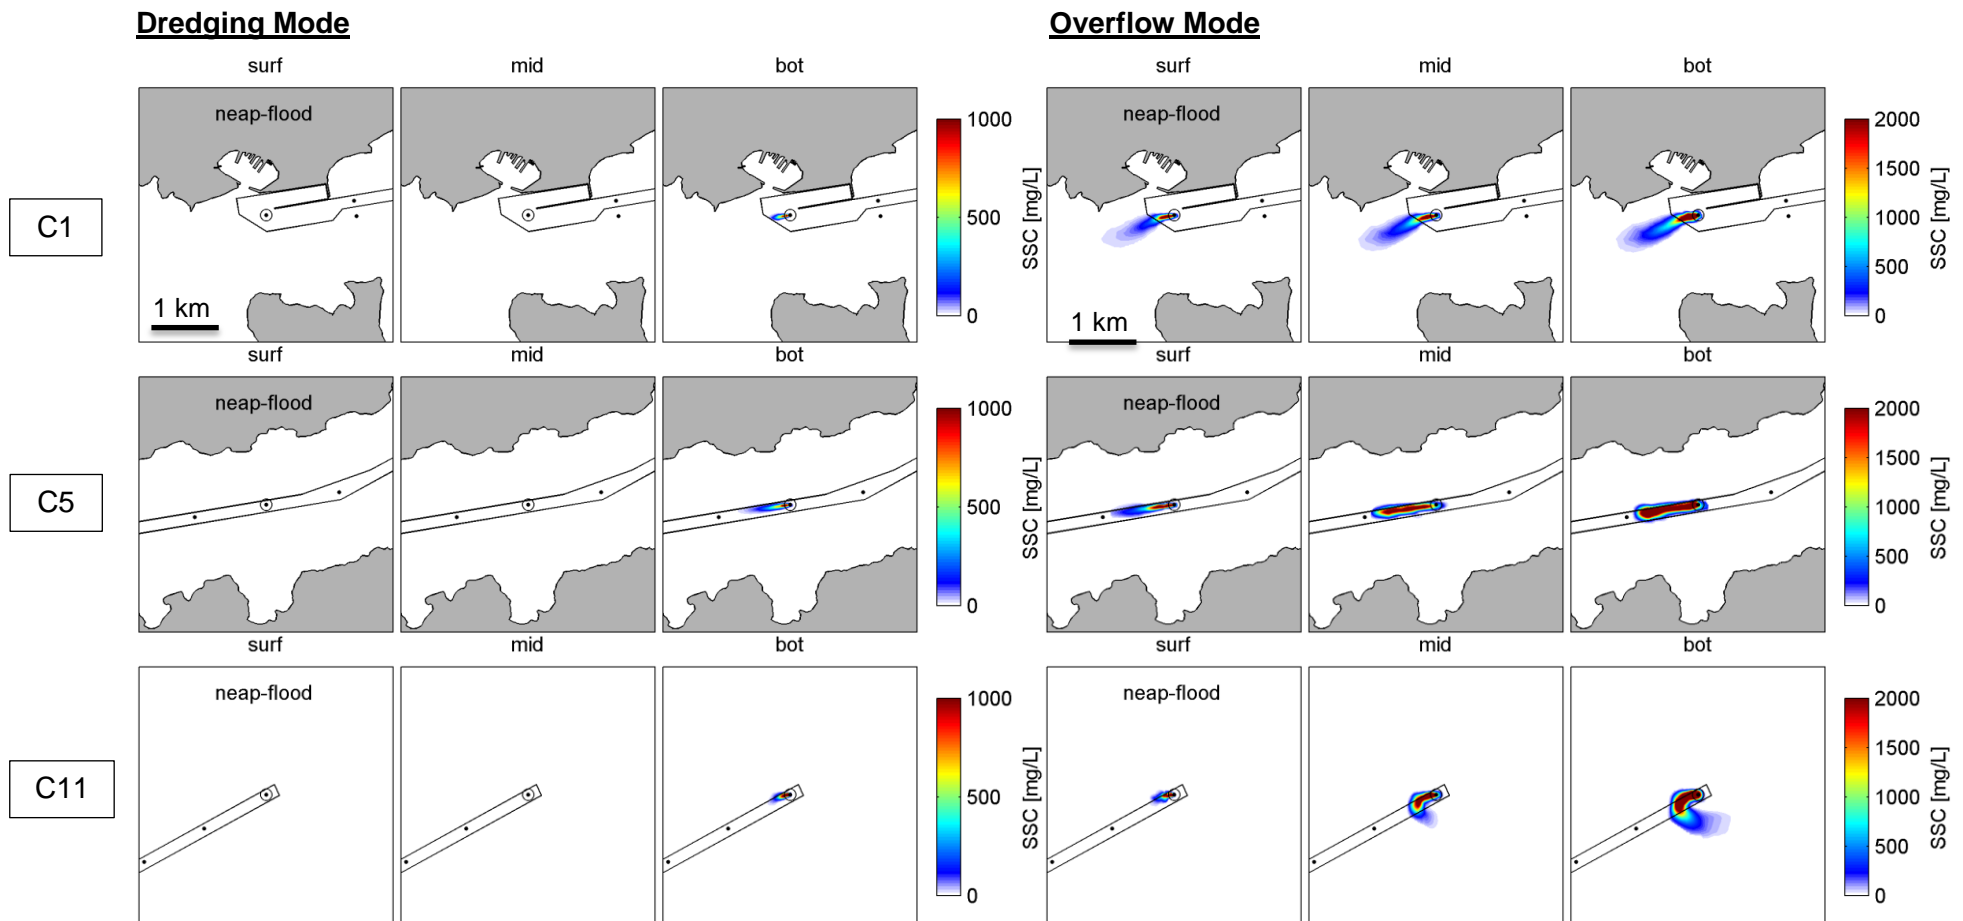 Dredging Mode
Overflow Mode
surf
mid
bot
surf
mid
bot
C1
neap-flood
1 km
1000
500
0
SSC [mg/L]
neap-flood
1 km
2000
1500
1000
500
0
SSC [mg/L]
surf
mid
bot
surf
mid
bot
C5
neap-flood
1000
500
0
SSC [mg/L]
neap-flood
2000
1500
1000
500
0
SSC [mg/L]
surf
mid
bot
surf
mid
bot
C11
neap-flood
1000
500
0
SSC [mg/L]
neap-flood
2000
1500
1000
500
0
SSC [mg/L]